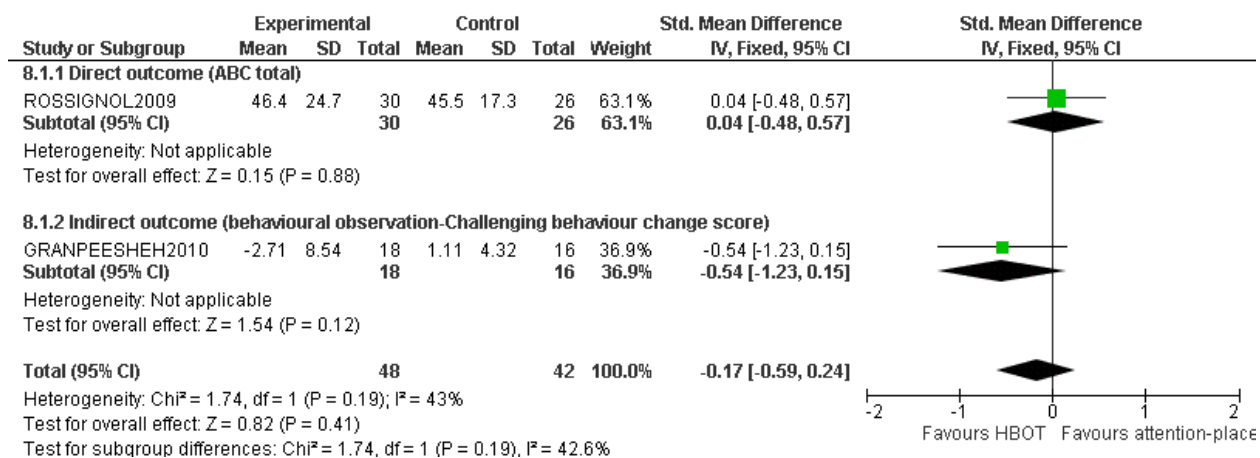 Experimental Control Std. Mean Difference Std. Mean Difference
Study or Subgroup Mean SD Total Mean SD Total Weight IV, Fixed, 95% CI IV, Fixed, 95% CI
8.1.1 Direct outcome (ABC total)
ROSSIGNOL2009 46.4 24.7 30 45.5 17.3 26 63.1% 0.04 [-0.48, 0.57]
Subtotal (95% CI) 30 26 63.1% 0.04 [-0.48, 0.57]
Heterogeneity: Not applicable
Test for overall effect: Z = 0.15 (P = 0.88)
8.1.2 Indirect outcome (behavioural observation-Challenging behaviour change score)
GRANPEESHEH2010 -2.71 8.54 18 1.11 4.32 16 36.9% -0.54 [-1.23, 0.15]
Subtotal (95% CI) 18 16 36.9% -0.54 [-1.23, 0.15]
Heterogeneity: Not applicable
Test for overall effect: Z = 1.54 (P = 0.12)
Total (95% CI) 48 42 100.0% -0.17 [-0.59, 0.24]
Heterogeneity: Chi² = 1.74, df = 1 (P = 0.19); I² = 43%
Test for overall effect: Z = 0.82 (P = 0.41)
Test for subgroup differences: Chi² = 1.74, df = 1 (P = 0.19), I² = 42.6%
-2 -1 0 1 2
Favours HBOT Favours attention-place